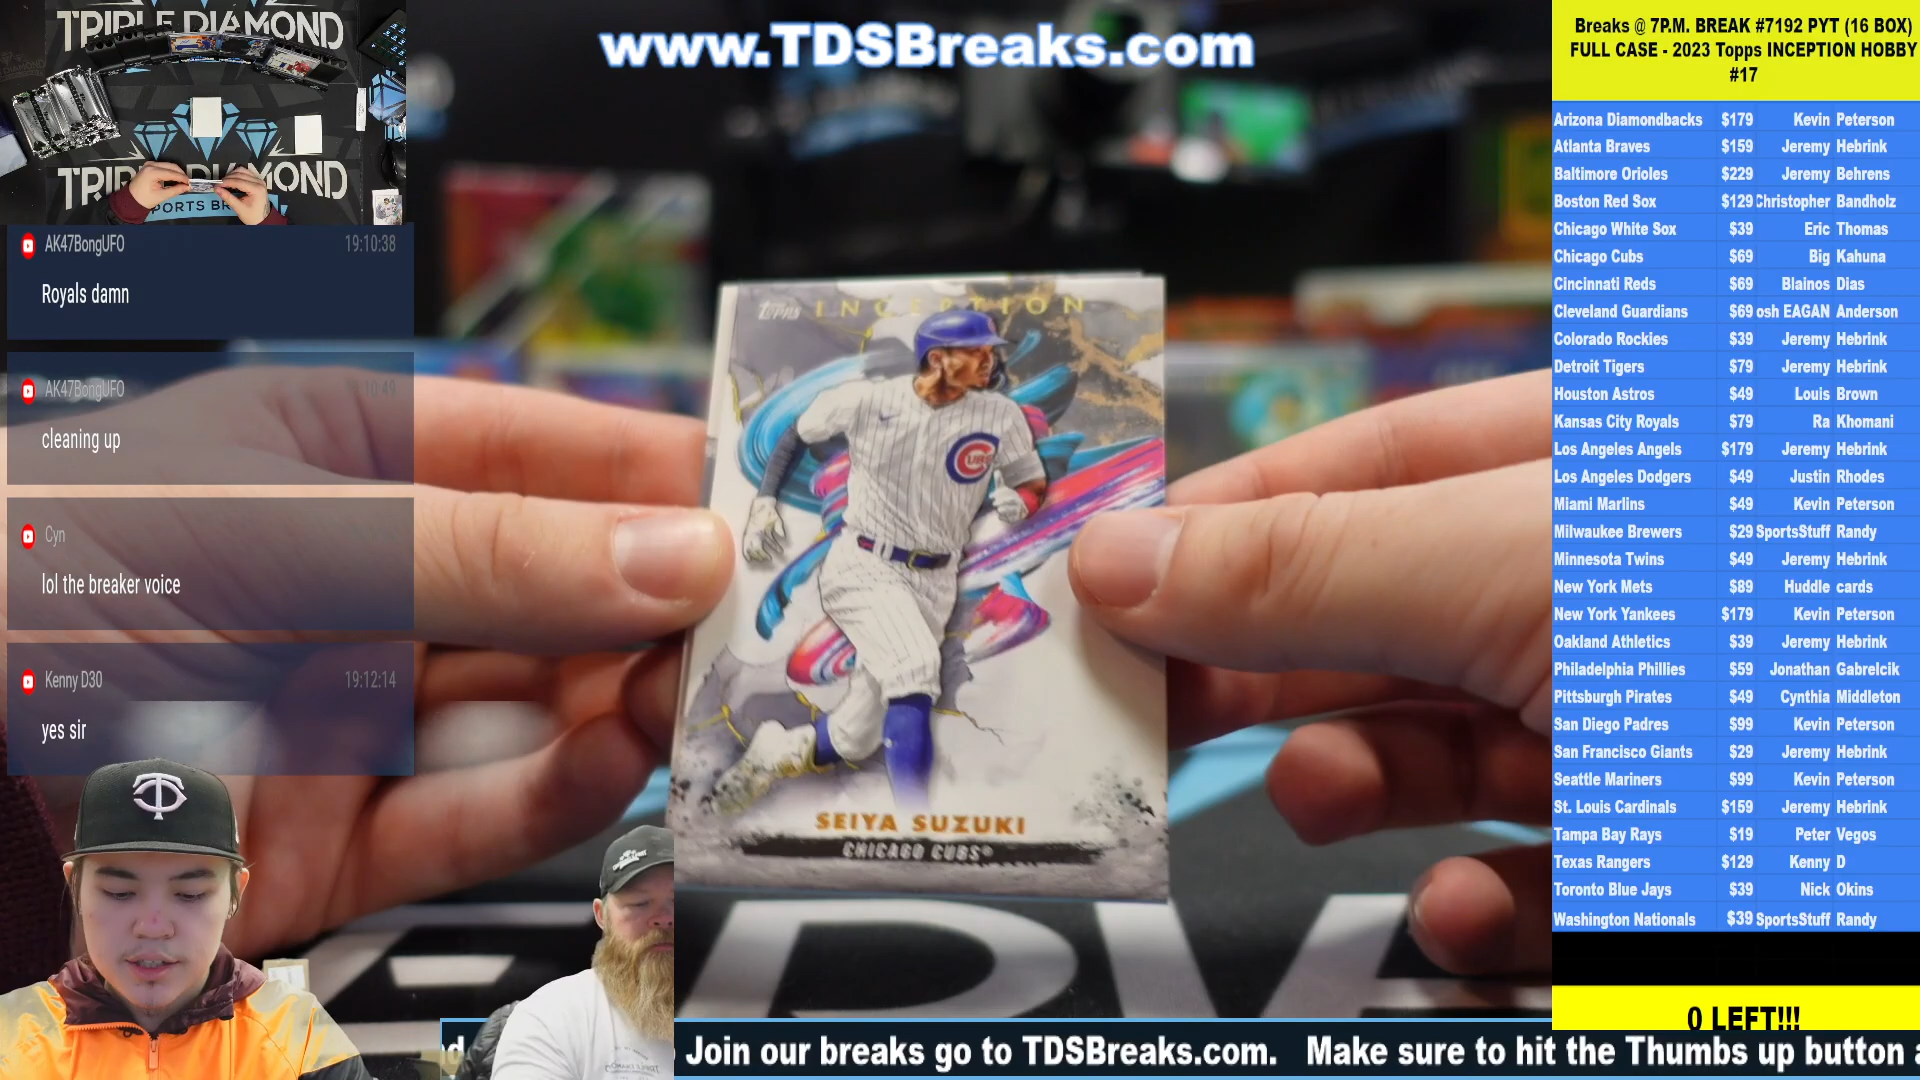 TRIPLE DIAMOND
TRIPLE DIAMOND
SPORTS BR
www.TDSBreaks.com
AK47BongUFO 19:10:38
Royals damn
AK47BongUFO
cleaning up
Cyn
lol the breaker voice
Kenny D30 19:12:14
yes sir
TOPPS INCEPTION
CUBS
SEIYA SUZUKI
CHICAGO CUBS
TC
Breaks @ 7P.M. BREAK #7192 PYT (16 BOX)
FULL CASE - 2023 Topps INCEPTION HOBBY
#17
Arizona Diamondbacks $179 Kevin Peterson
Atlanta Braves $159 Jeremy Hebrink
Baltimore Orioles $229 Jeremy Behrens
Boston Red Sox $129 Christopher Bandholz
Chicago White Sox $39 Eric Thomas
Chicago Cubs $69 Big Kahuna
Cincinnati Reds $69 Blainos Dias
Cleveland Guardians $69 osh EAGAN Anderson
Colorado Rockies $39 Jeremy Hebrink
Detroit Tigers $79 Jeremy Hebrink
Houston Astros $49 Louis Brown
Kansas City Royals $79 Ra Khomani
Los Angeles Angels $179 Jeremy Hebrink
Los Angeles Dodgers $49 Justin Rhodes
Miami Marlins $49 Kevin Peterson
Milwaukee Brewers $29 SportsStuff Randy
Minnesota Twins $49 Jeremy Hebrink
New York Mets $89 Huddle cards
New York Yankees $179 Kevin Peterson
Oakland Athletics $39 Jeremy Hebrink
Philadelphia Phillies $59 Jonathan Gabrelcik
Pittsburgh Pirates $49 Cynthia Middleton
San Diego Padres $99 Kevin Peterson
San Francisco Giants $29 Jeremy Hebrink
Seattle Mariners $99 Kevin Peterson
St. Louis Cardinals $159 Jeremy Hebrink
Tampa Bay Rays $19 Peter Vegos
Texas Rangers $129 Kenny D
Toronto Blue Jays $39 Nick Okins
Washington Nationals $39 SportsStuff Randy
0 LEFT!!!
Join our breaks go to TDSBreaks.com. Make sure to hit the Thumbs up button a